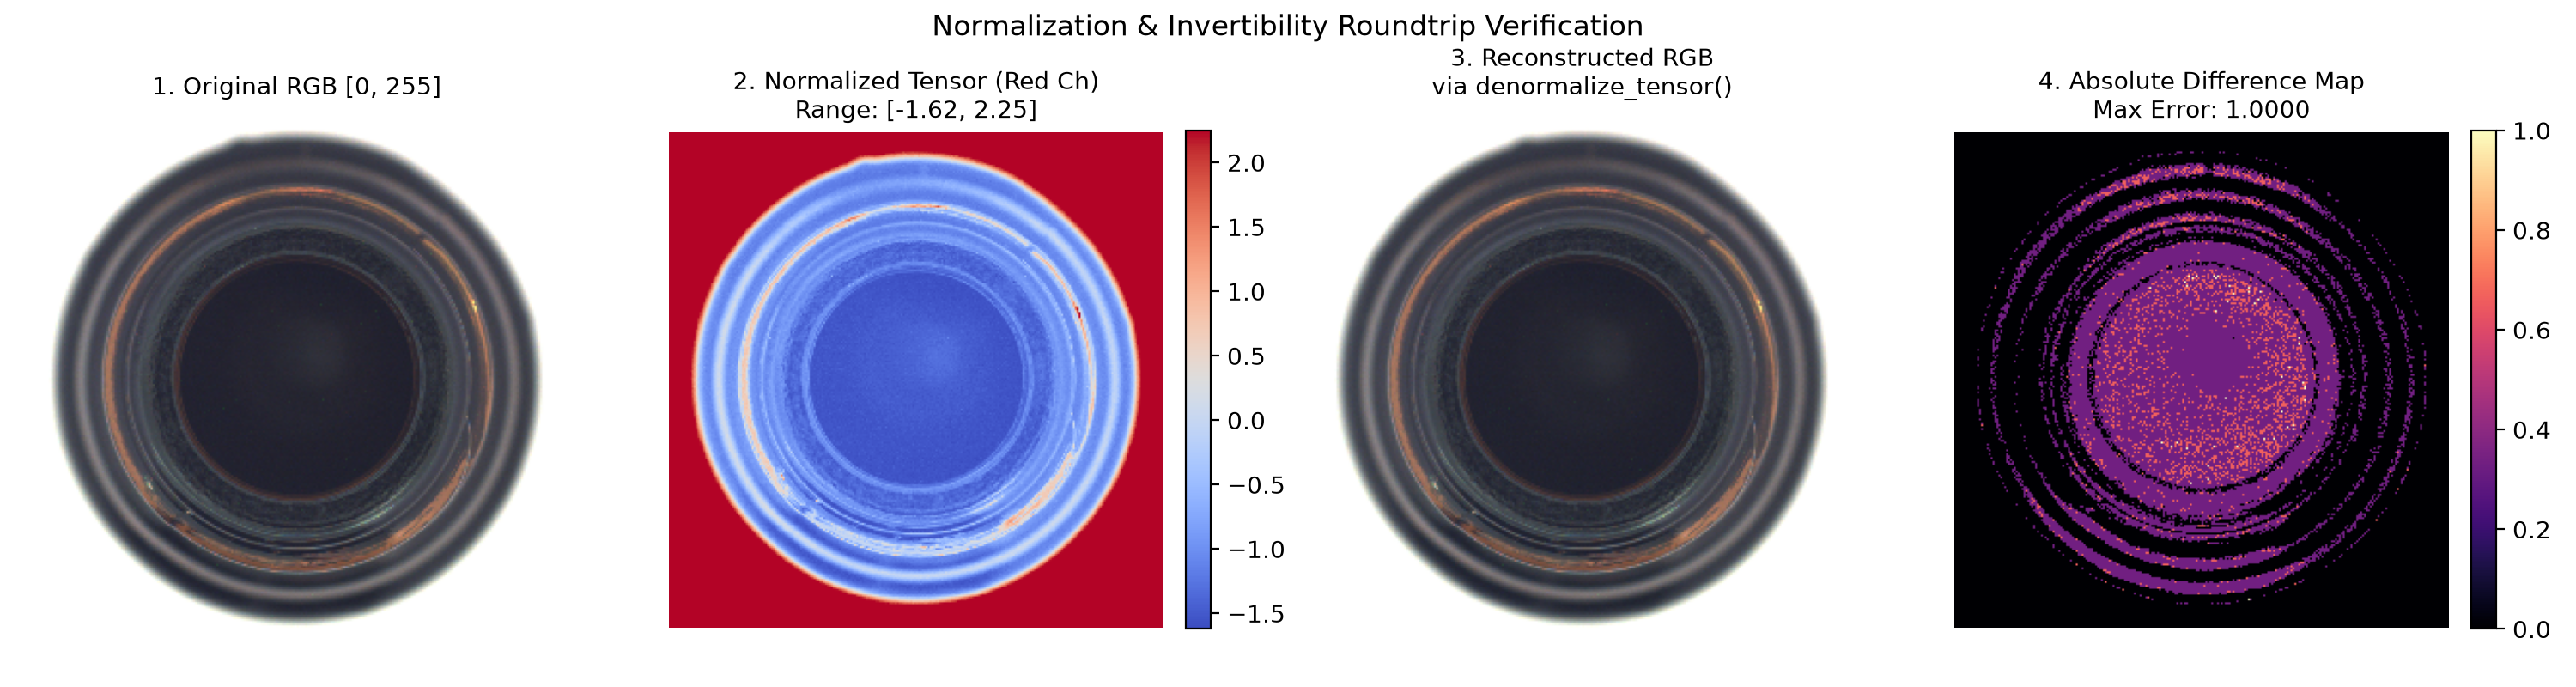 Normalization & Invertibility Roundtrip Verification
1. Original RGB [0, 255]
2. Normalized Tensor (Red Ch)
Range: [-1.62, 2.25]
2.0
1.5
1.0
0.5
0.0
−0.5
−1.0
−1.5
3. Reconstructed RGB
via denormalize_tensor()
4. Absolute Difference Map
Max Error: 1.0000
1.0
0.8
0.6
0.4
0.2
0.0